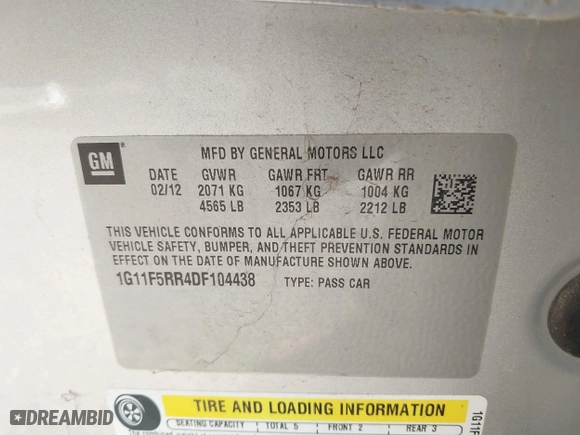 GM
MFD BY GENERAL MOTORS LLC
DATE GVWR GAWR FRT GAWR RR
02/12 2071 KG 1067 KG 1004 KG
4565 LB 2353 LB 2212 LB
THIS VEHICLE CONFORMS TO ALL APPLICABLE U.S. FEDERAL MOTOR
VEHICLE SAFETY, BUMPER, AND THEFT PREVENTION STANDARDS IN
EFFECT ON THE DATE OF MANUFACTURE SHOWN ABOVE.
1G11F5RR4DF104438 TYPE: PASS CAR
TIRE AND LOADING INFORMATION
SEATING CAPACITY TOTAL 5 FRONT 2 REAR 3
1G11F
DREAMBID